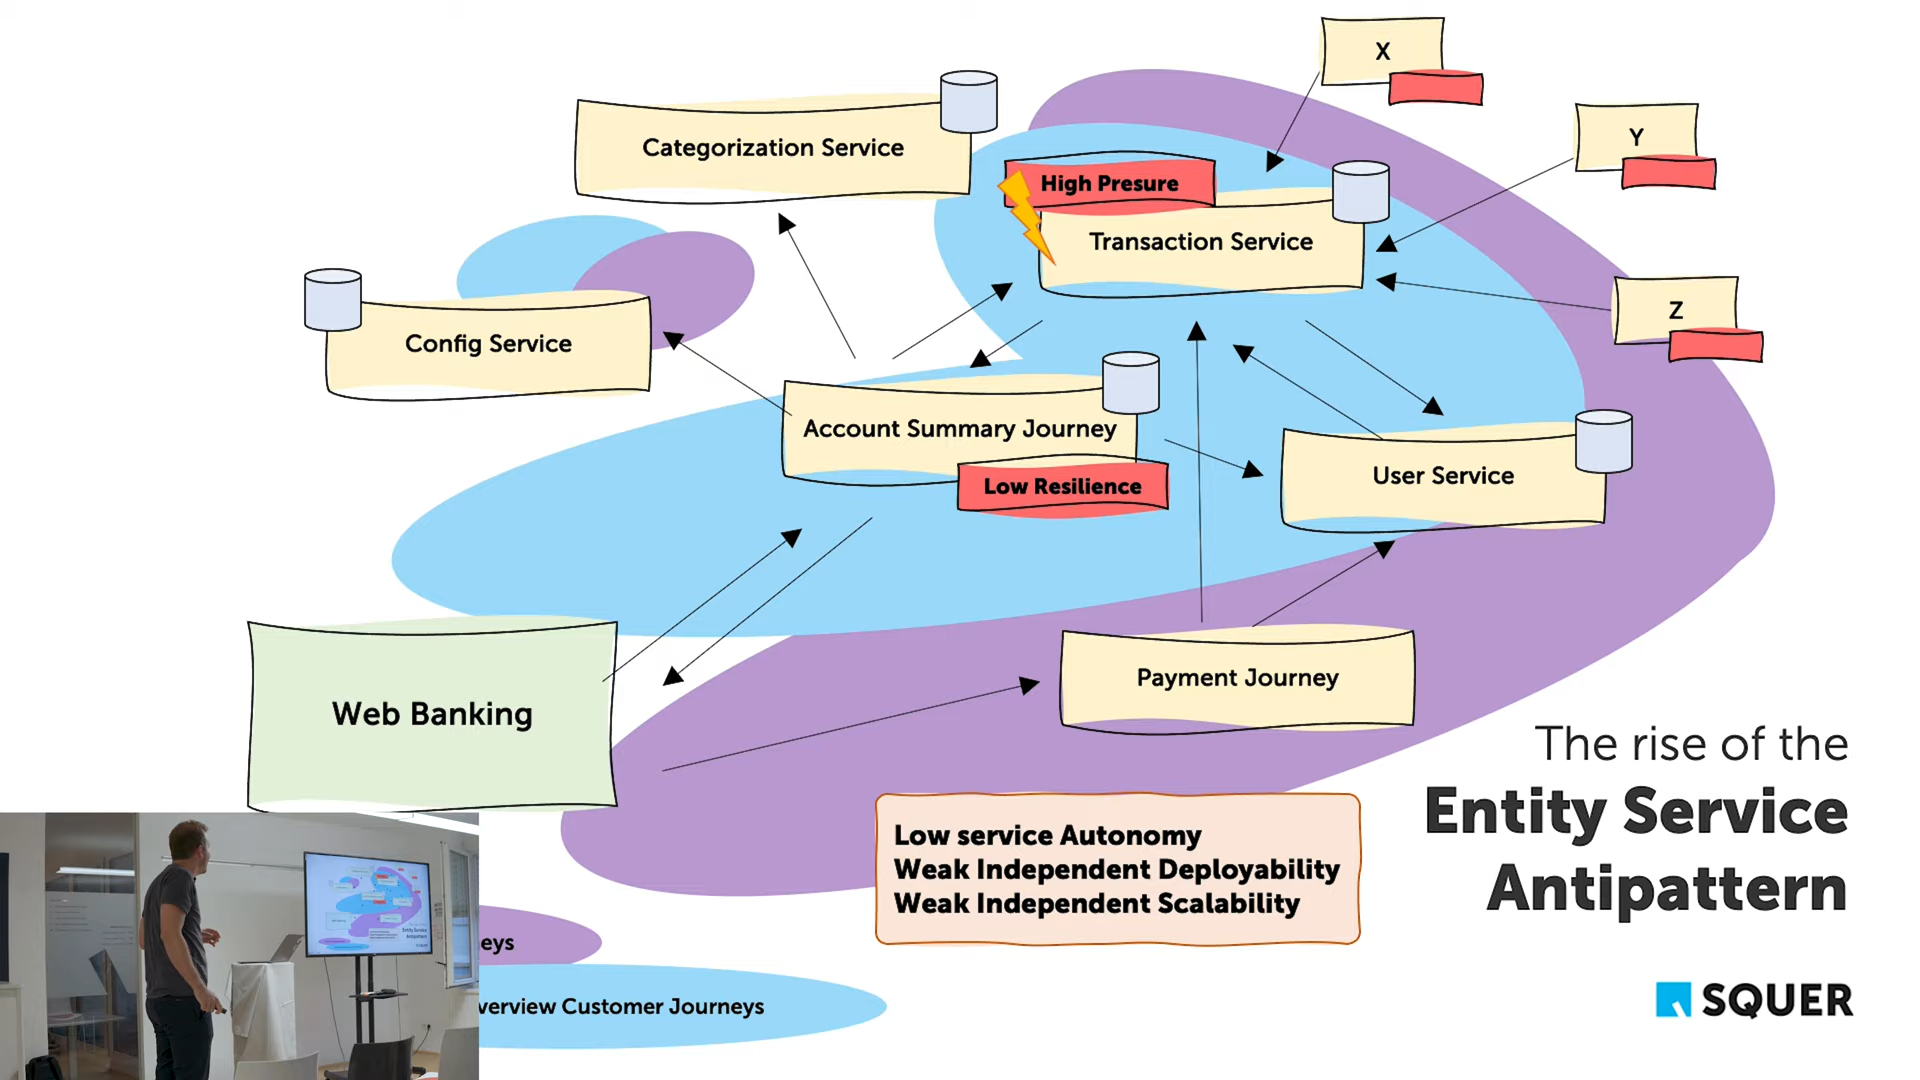 X
Y
Categorization Service
High Presure
Transaction Service
Z
Config Service
Account Summary Journey
User Service
Low Resilience
Payment Journey
Web Banking
The rise of the
Entity Service
Antipattern
Low service Autonomy
Weak Independent Deployability
Weak Independent Scalability
Customer Journeys
SQUER